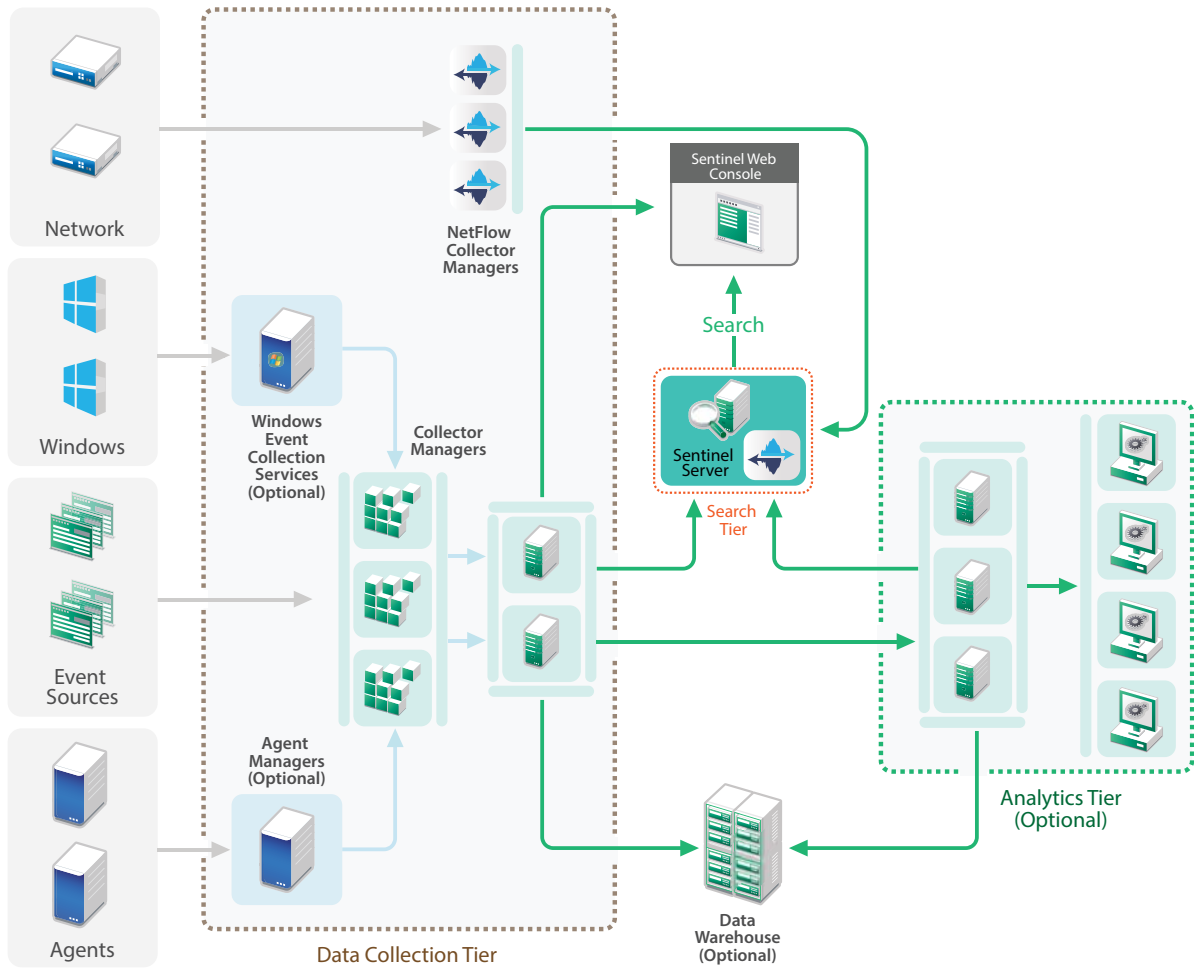 Network
Windows
Event
Sources
Agents
NetFlow
Collector
Managers
Windows
Event
Collection
Services
(Optional)
Collector
Managers
Agent
Managers
(Optional)
Data Collection Tier
Sentinel Web
Console
Search
Sentinel
Server
Search
Tier
Data
Warehouse
(Optional)
Analytics Tier
(Optional)